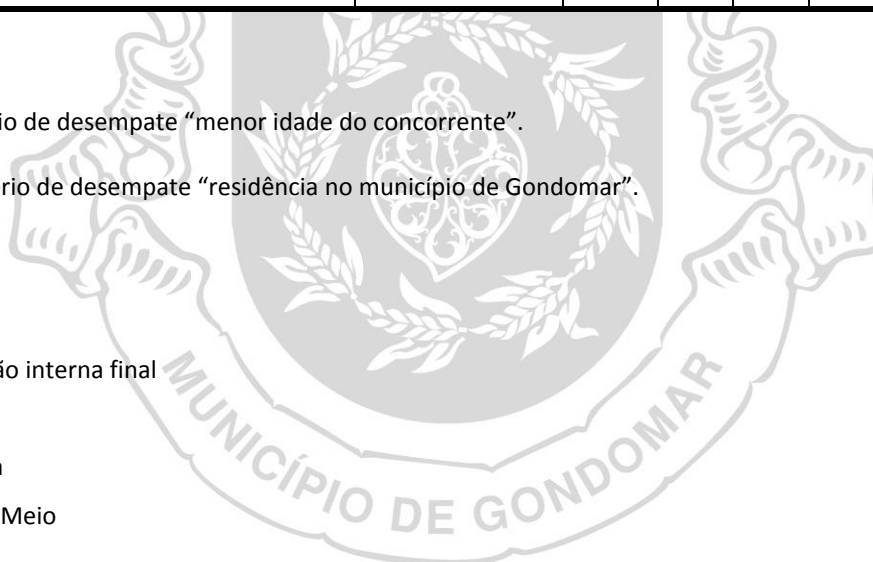 io de desempate “menor idade do concorrente”.
ério de desempate “residência no município de Gondomar”.
ão interna final
Meio
MUNICÍPIO DE GONDOMAR